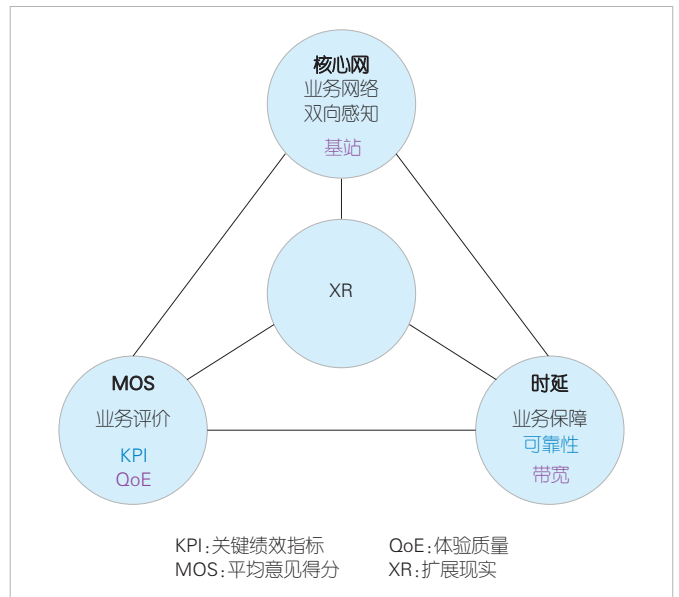 核心网
业务网络
双向感知
基站
XR
MOS
业务评价
KPI
QoE
时延
业务保障
可靠性
带宽
KPI：关键绩效指标 QoE：体验质量
MOS：平均意见得分 XR：扩展现实